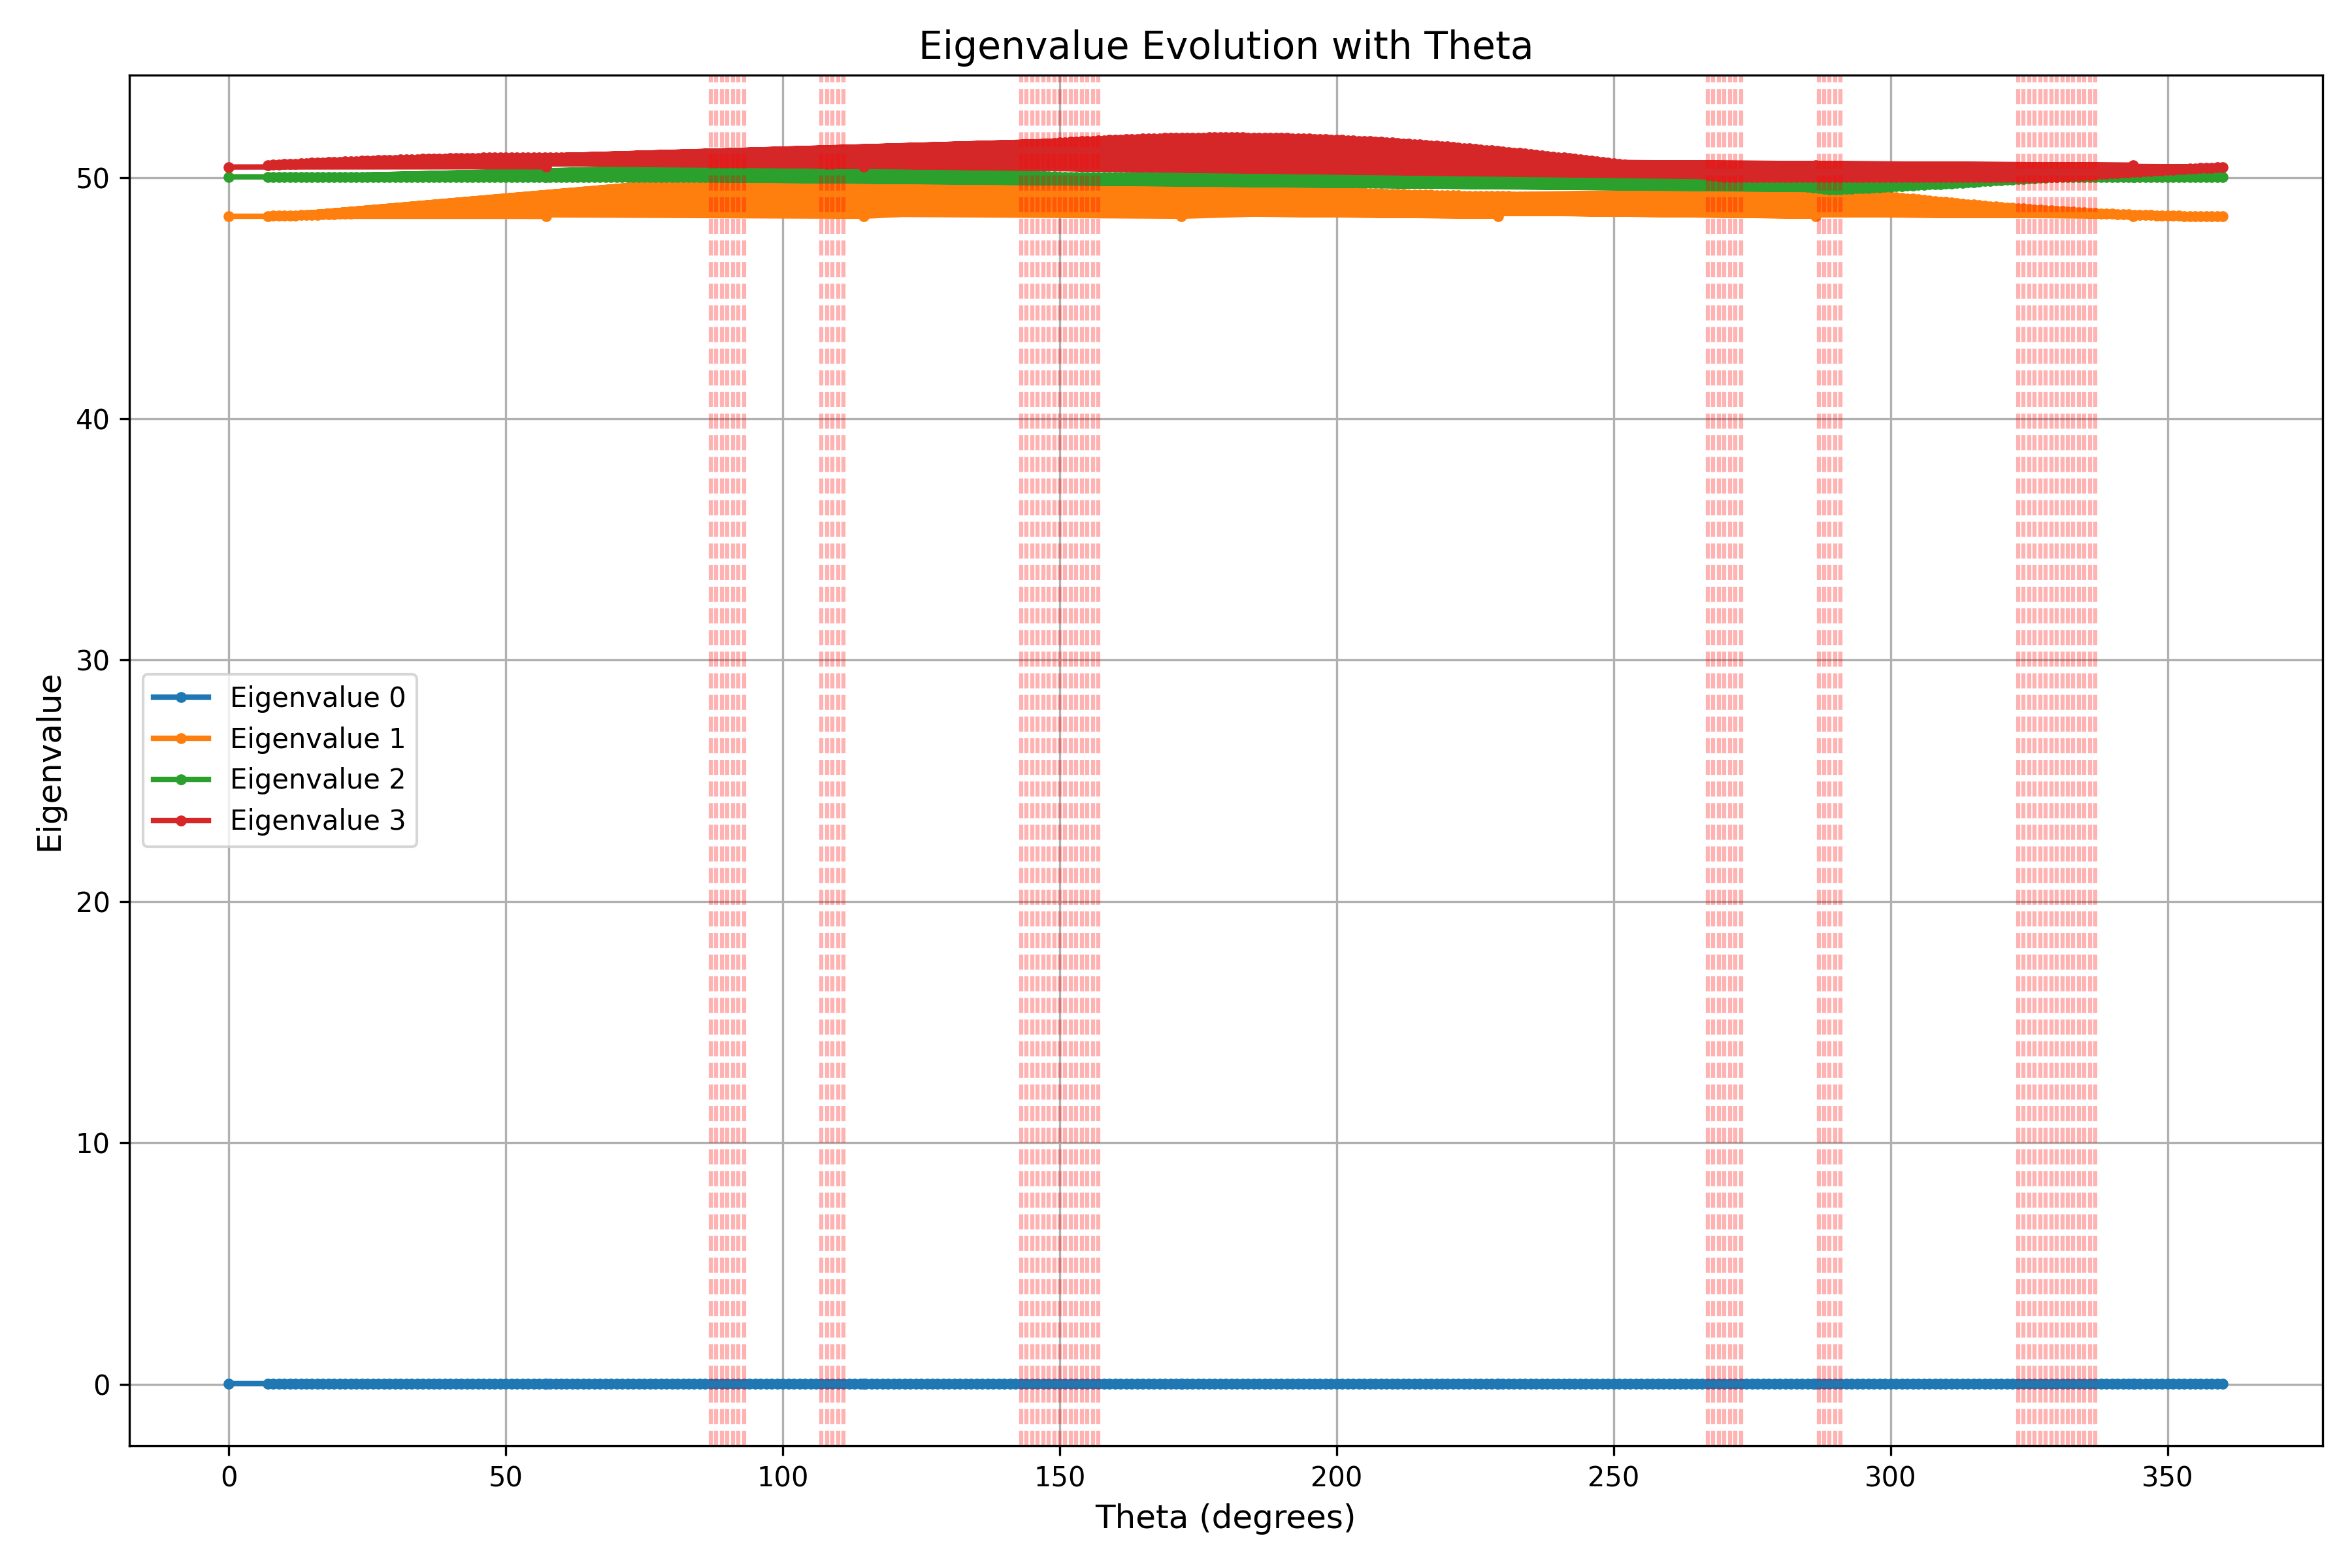 Eigenvalue Evolution with Theta
Eigenvalue
50
40
30
20
10
0
Eigenvalue 0
Eigenvalue 1
Eigenvalue 2
Eigenvalue 3
0 50 100 150 200 250 300 350
Theta (degrees)